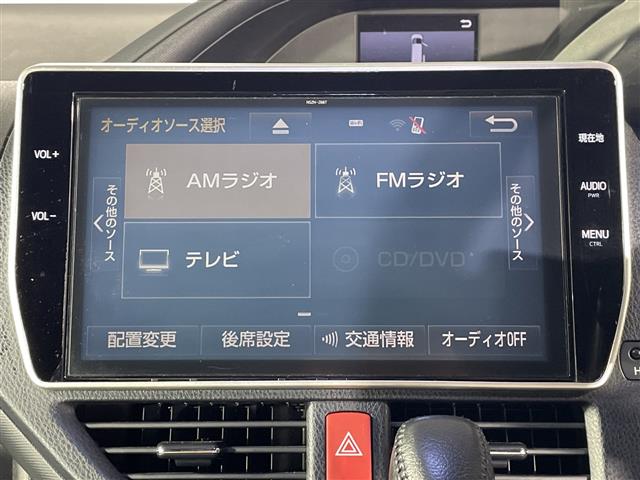 NSZN-Z66T
オーディオソース選択
VOL+
VOL−
AMラジオ
FMラジオ
その他のソース
その他のソース
テレビ
CD/DVD
配置変更
後席設定
交通情報
オーディオOFF
現在地
AUDIO
PWR
MENU
CTRL
H